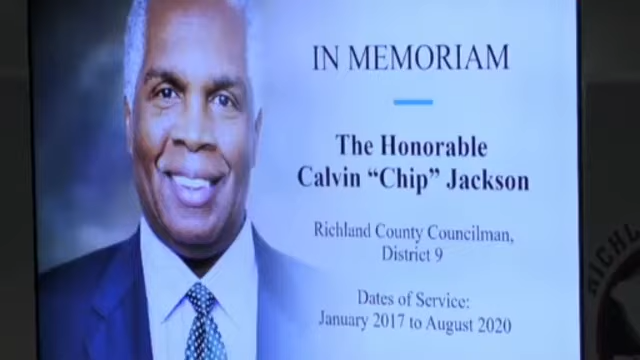 IN MEMORIAM
The Honorable
Calvin “Chip” Jackson
Richland County Councilman,
District 9
Dates of Service:
January 2017 to August 2020